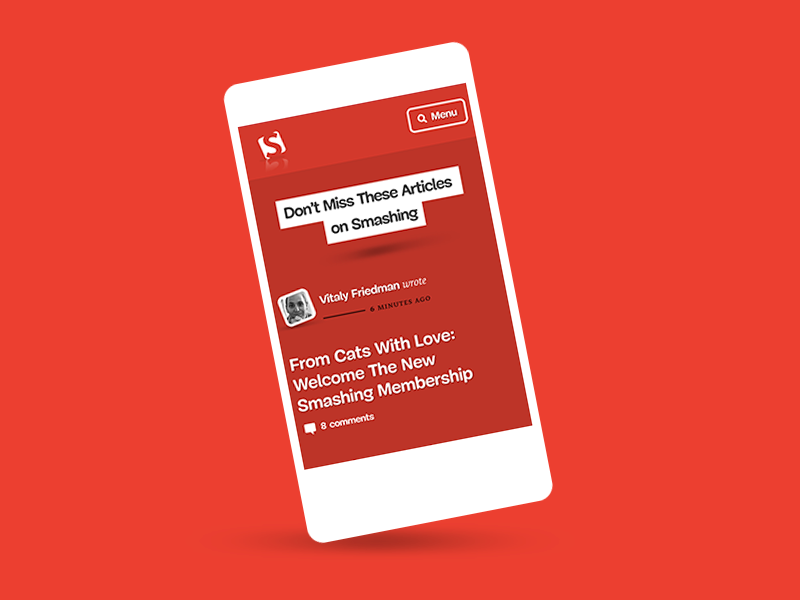 S
Menu
Don't Miss These Articles
on Smashing
Vitaly Friedman wrote
6 MINUTES AGO
From Cats With Love:
Welcome The New
Smashing Membership
8 comments